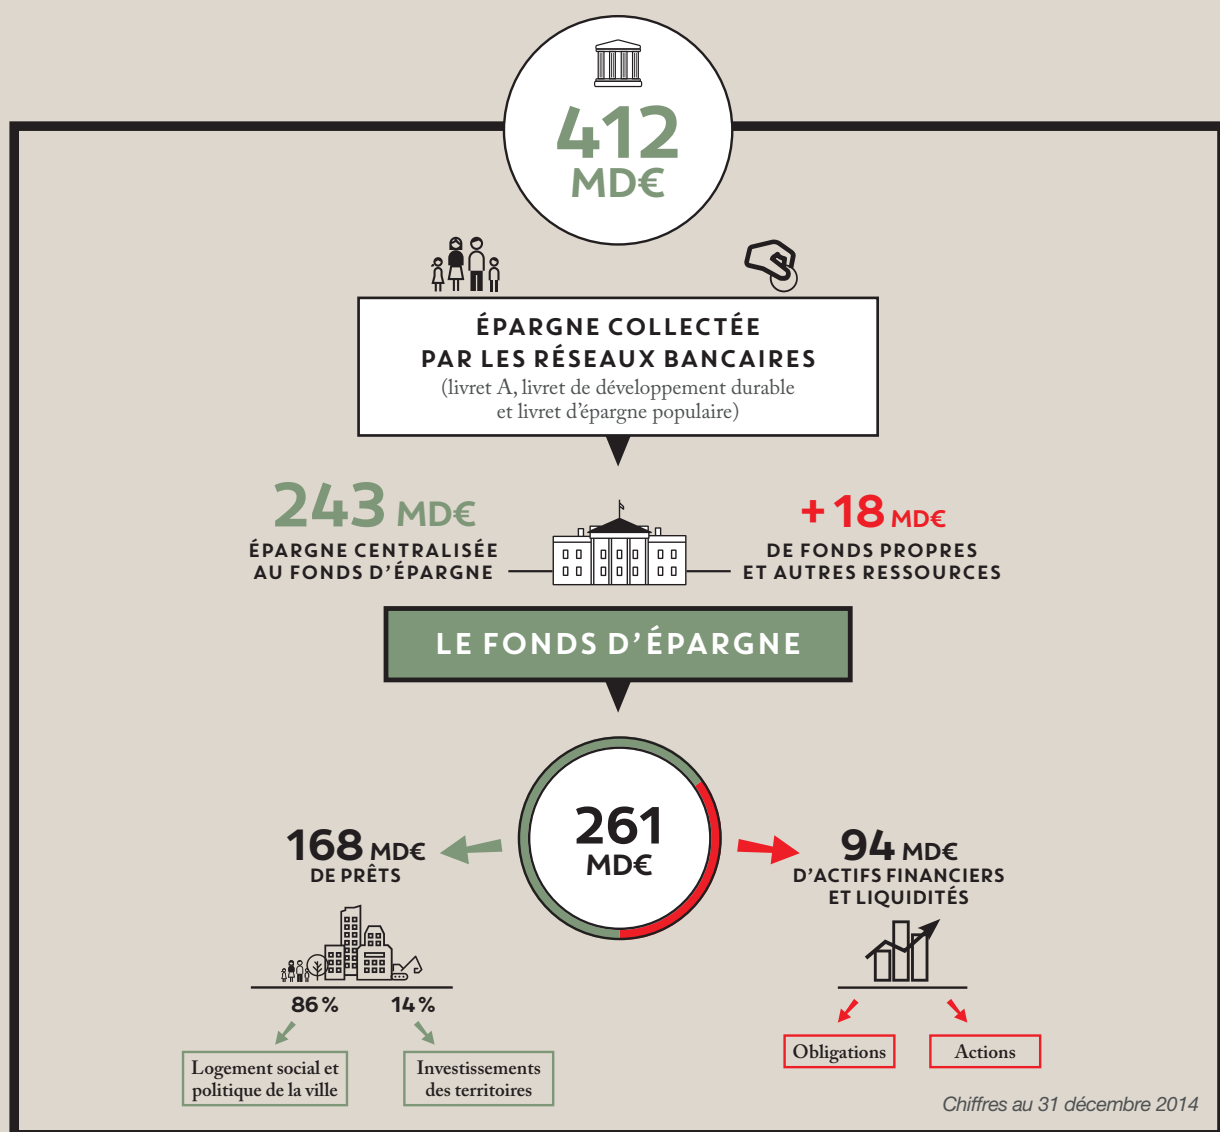 412
MD€
ÉPARGNE COLLECTÉE
PAR LES RÉSEAUX BANCAIRES
(livret A, livret de développement durable
et livret d'épargne populaire)
243 MD€
ÉPARGNE CENTRALISÉE
AU FONDS D'ÉPARGNE
+ 18 MD€
DE FONDS PROPRES
ET AUTRES RESSOURCES
LE FONDS D'ÉPARGNE
261
MD€
168 MD€
DE PRÊTS
86 %
14 %
Logement social et
politique de la ville
Investissements
des territoires
94 MD€
D'ACTIFS FINANCIERS
ET LIQUIDITÉS
Obligations
Actions
Chiffres au 31 décembre 2014